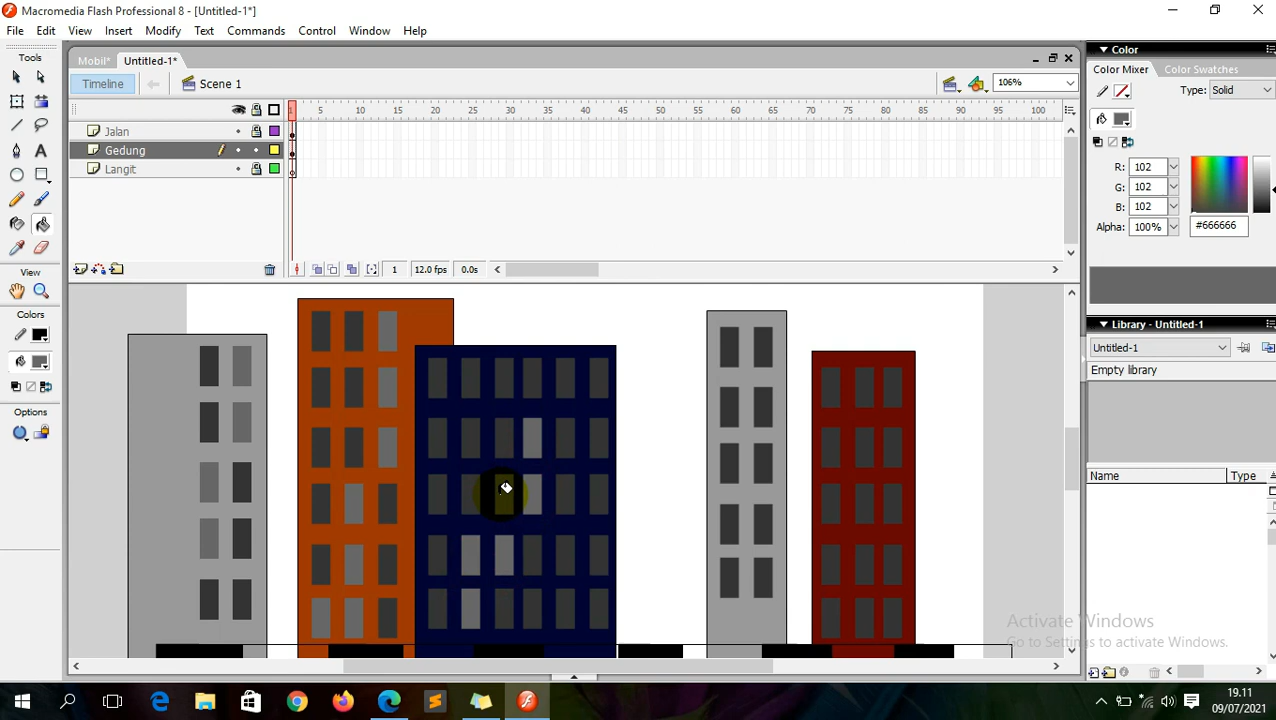 Macromedia Flash Professional 8 - [Untitled-1*]
File Edit View Insert Modify Text Commands Control Window Help
Tools
Mobil* Untitled-1*
Timeline Scene 1 106%
1 5 10 15 20 25 30 35 40 45 50 55 60 65 70 75 80 85 90 95 100
Jalan
Gedung
Langit
1 12.0 fps 0.0s
View
Colors
Options
Color
Color Mixer Color Swatches
Type: Solid
R: 102
G: 102
B: 102
Alpha: 100% #666666
Library - Untitled-1
Untitled-1
Empty library
Name Type
Activate Windows
Go to Settings to activate Windows.
19.11
09/07/2021